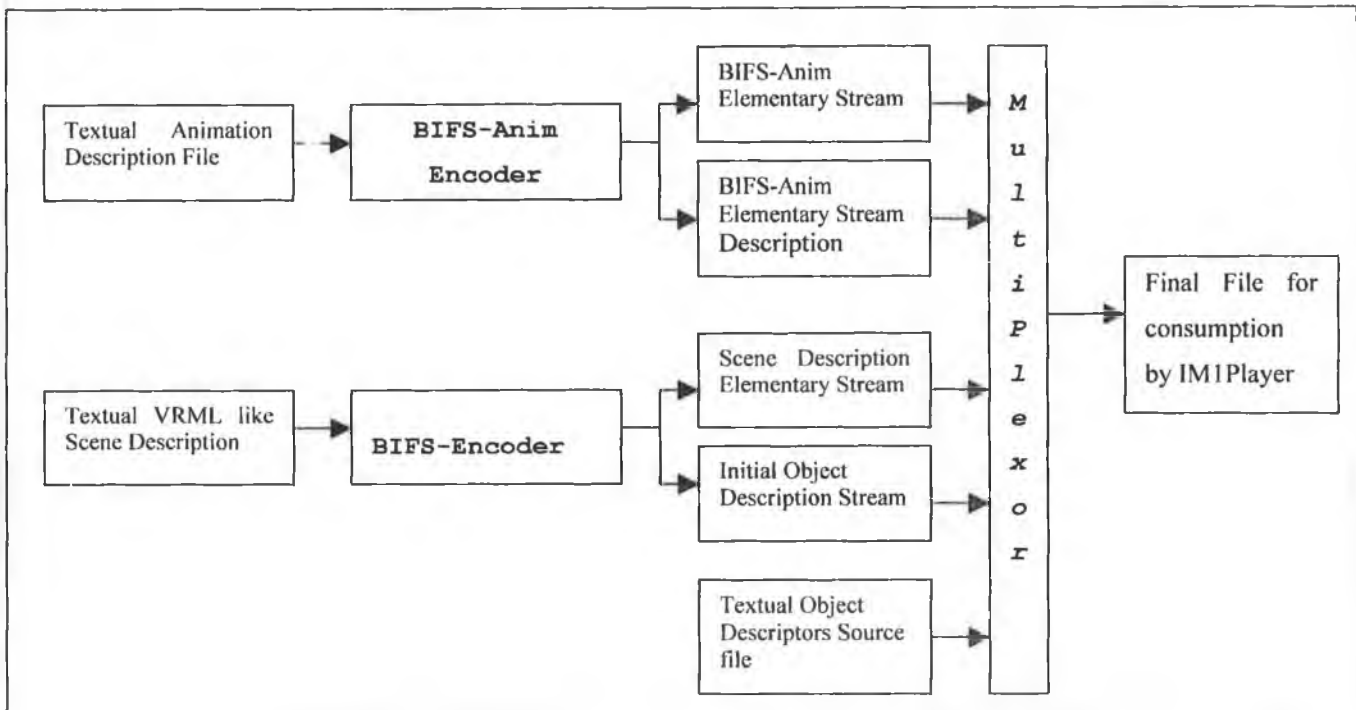 Textual Animation
Description File
BIFS-Anim
Encoder
BIFS-Anim
Elementary Stream
BIFS-Anim
Elementary Stream
Description
Textual VRML like
Scene Description
BIFS-Encoder
Scene Description
Elementary Stream
Initial Object
Description Stream
Textual Object
Descriptors Source
file
M
u
l
t
i
P
l
e
x
o
r
Final File for
consumption
by IM1Player